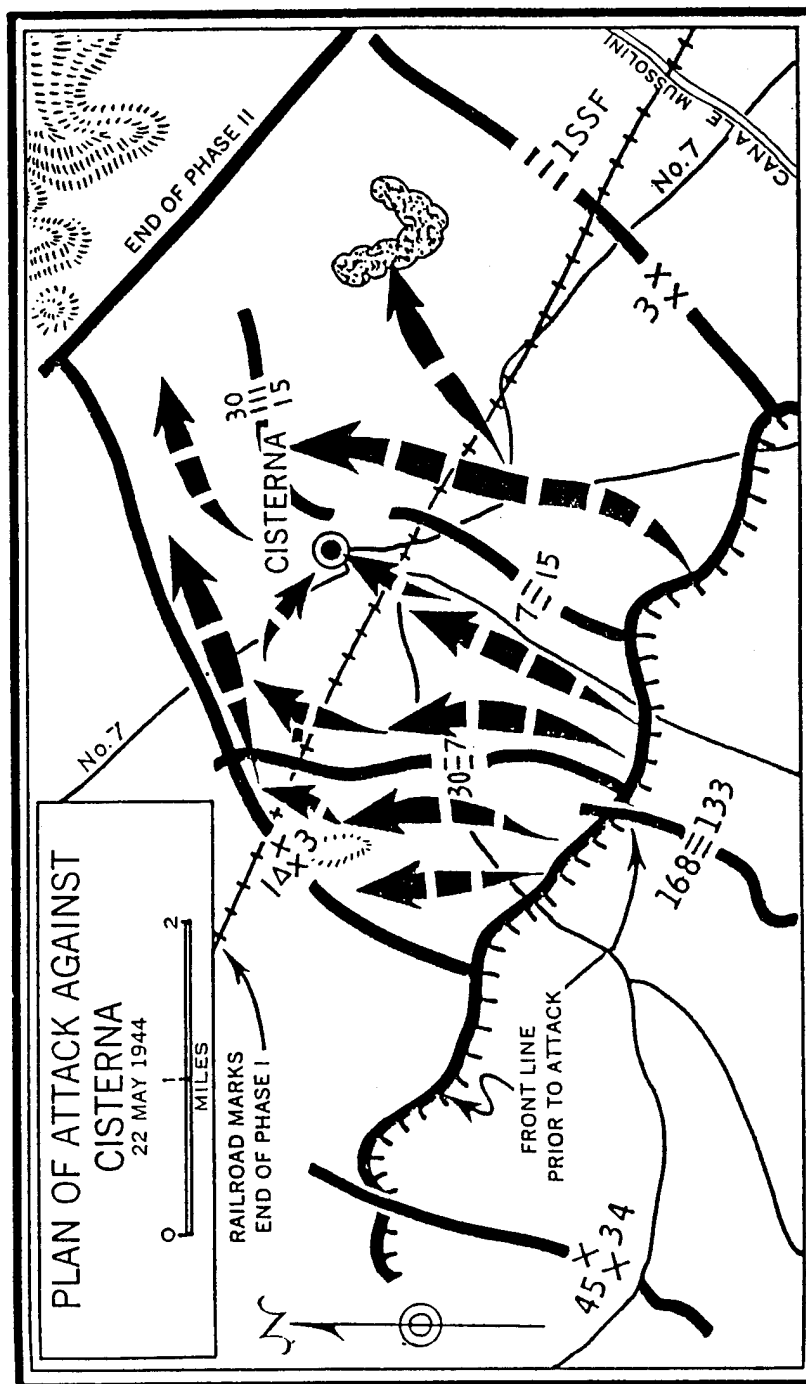 PLAN OF ATTACK AGAINST
CISTERNA
22 MAY 1944
0 1 2
MILES
RAILROAD MARKS
END OF PHASE I
No.7
END OF PHASE II
30
15
CISTERNA
14 3
1SSF
No.7
CANALE MUSSOLINI
3
7 15
30 7
168 133
FRONT LINE
PRIOR TO ATTACK
45 34
N